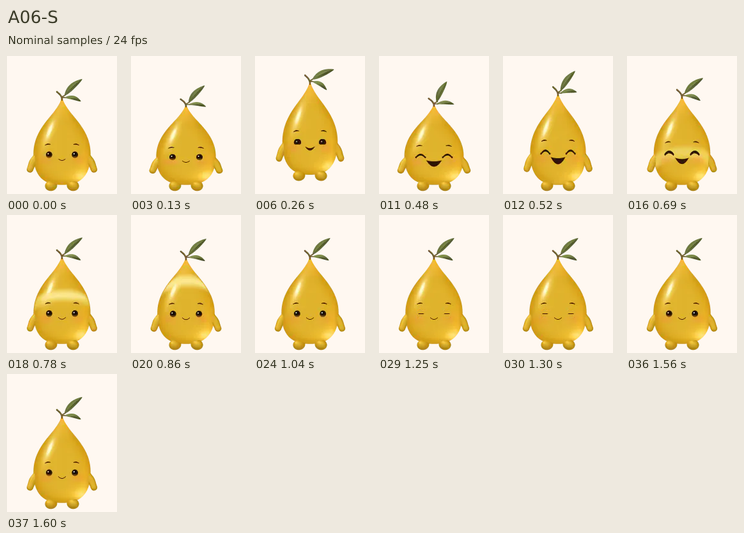 A06-S
Nominal samples / 24 fps
000 0.00 s
003 0.13 s
006 0.26 s
011 0.48 s
012 0.52 s
016 0.69 s
018 0.78 s
020 0.86 s
024 1.04 s
029 1.25 s
030 1.30 s
036 1.56 s
037 1.60 s